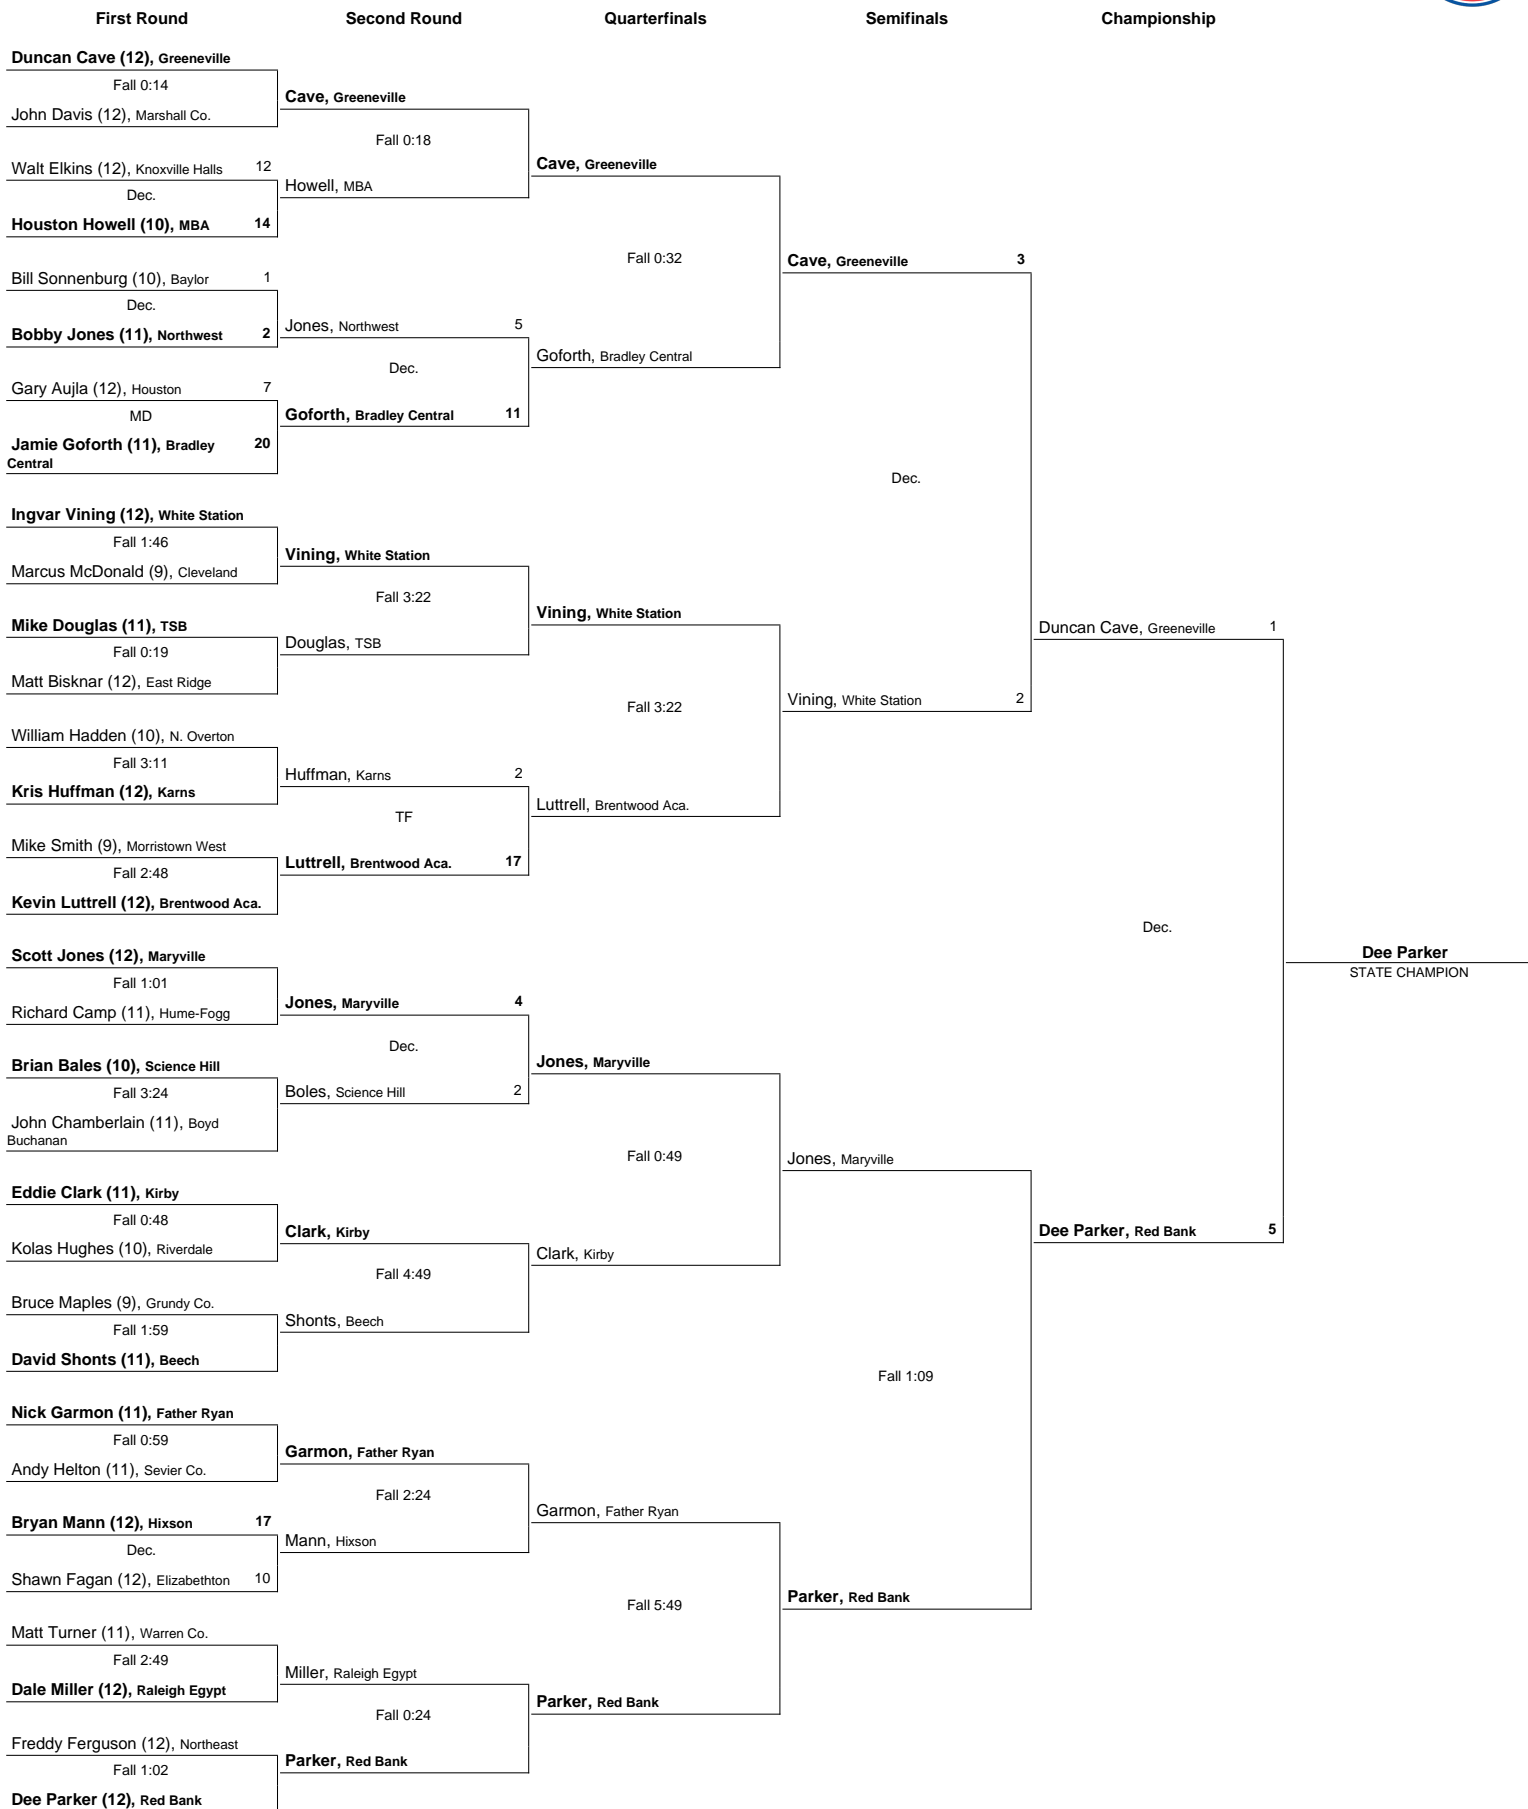 First Round
Second Round
Quarterfinals
Semifinals
Championship
Duncan Cave (12), Greeneville
Fall 0:14
John Davis (12), Marshall Co.
Walt Elkins (12), Knoxville Halls 12
Dec.
Houston Howell (10), MBA 14
Bill Sonnenburg (10), Baylor 1
Dec.
Bobby Jones (11), Northwest 2
Gary Aujla (12), Houston 7
MD
Jamie Goforth (11), Bradley 20
Central
Ingvar Vining (12), White Station
Fall 1:46
Marcus McDonald (9), Cleveland
Mike Douglas (11), TSB
Fall 0:19
Matt Bisknar (12), East Ridge
William Hadden (10), N. Overton
Fall 3:11
Kris Huffman (12), Karns
Mike Smith (9), Morristown West
Fall 2:48
Kevin Luttrell (12), Brentwood Aca.
Scott Jones (12), Maryville
Fall 1:01
Richard Camp (11), Hume-Fogg
Brian Bales (10), Science Hill
Fall 3:24
John Chamberlain (11), Boyd
Buchanan
Eddie Clark (11), Kirby
Fall 0:48
Kolas Hughes (10), Riverdale
Bruce Maples (9), Grundy Co.
Fall 1:59
David Shonts (11), Beech
Nick Garmon (11), Father Ryan
Fall 0:59
Andy Helton (11), Sevier Co.
Bryan Mann (12), Hixson 17
Dec.
Shawn Fagan (12), Elizabethton 10
Matt Turner (11), Warren Co.
Fall 2:49
Dale Miller (12), Raleigh Egypt
Freddy Ferguson (12), Northeast
Fall 1:02
Dee Parker (12), Red Bank
Cave, Greeneville
Fall 0:18
Howell, MBA
Jones, Northwest 5
Dec.
Goforth, Bradley Central 11
Vining, White Station
Fall 3:22
Douglas, TSB
Huffman, Karns 2
TF
Luttrell, Brentwood Aca. 17
Jones, Maryville 4
Dec.
Boles, Science Hill 2
Clark, Kirby
Fall 4:49
Shonts, Beech
Garmon, Father Ryan
Fall 2:24
Mann, Hixson
Miller, Raleigh Egypt
Fall 0:24
Parker, Red Bank
Cave, Greeneville
Fall 0:32
Goforth, Bradley Central
Vining, White Station
Fall 3:22
Luttrell, Brentwood Aca.
Jones, Maryville
Fall 0:49
Clark, Kirby
Garmon, Father Ryan
Fall 5:49
Parker, Red Bank
Cave, Greeneville 3
Dec.
Vining, White Station 2
Jones, Maryville
Fall 1:09
Parker, Red Bank
Duncan Cave, Greeneville 1
Dec.
Dee Parker, Red Bank 5
Dee Parker
STATE CHAMPION